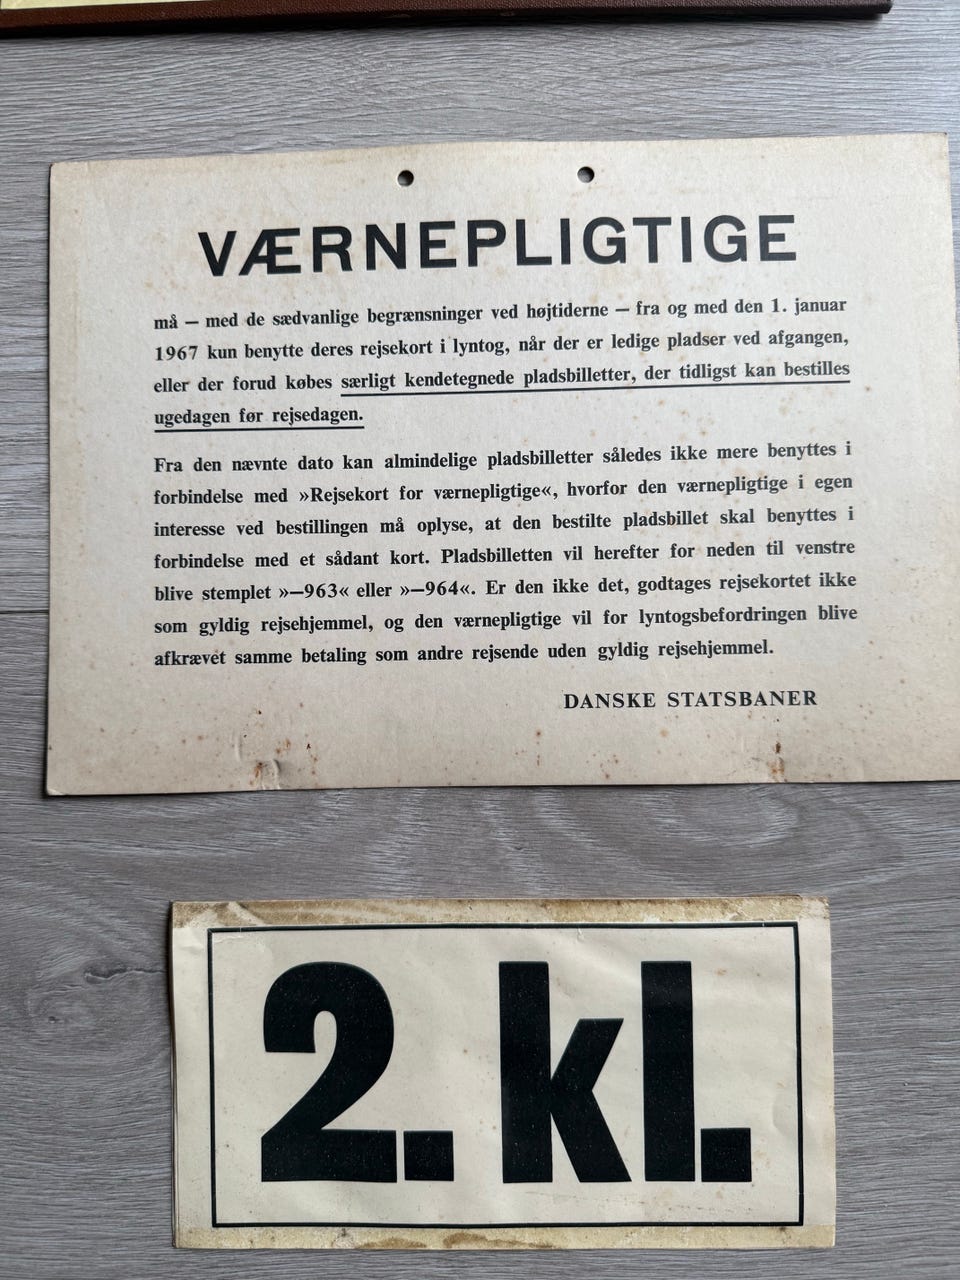 VÆRNEPLIGTIGE
må — med de sædvanlige begrænsninger ved højtiderne — fra og med den 1. januar
1967 kun benytte deres rejsekort i lyntog, når der er ledige pladser ved afgangen,
eller der forud købes særligt kendetegnede pladsbilletter, der tidligst kan bestilles
ugedagen før rejsedagen.
Fra den nævnte dato kan almindelige pladsbilletter således ikke mere benyttes i
forbindelse med »Rejsekort for værnepligtige«, hvorfor den værnepligtige i egen
interesse ved bestillingen må oplyse, at den bestilte pladsbillet skal benyttes i
forbindelse med et sådant kort. Pladsbilletten vil herefter for neden til venstre
blive stemplet »—963« eller »—964«. Er den ikke det, godtages rejsekortet ikke
som gyldig rejsehjemmel, og den værnepligtige vil for lyntogsbefordringen blive
afkrævet samme betaling som andre rejsende uden gyldig rejsehjemmel.
DANSKE STATSBANER
2. kl.